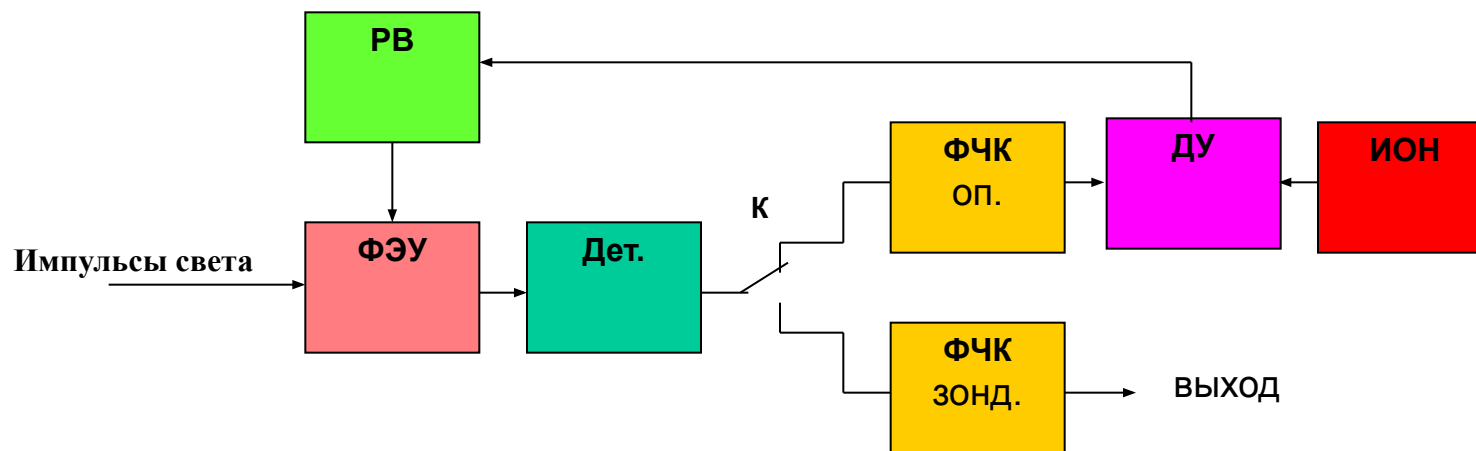 РВ
ФЧК
оп.
ДУ
ИОН
К
Импульсы света
ФЭУ
Дет.
ФЧК
зонд.
выход